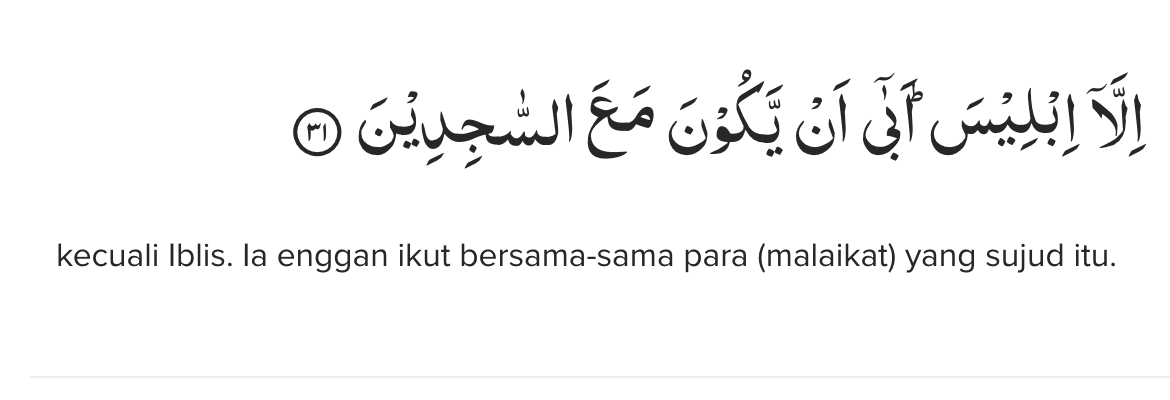 اِلَّآ اِبْلِيْسَۗ اَبٰىٓ اَنْ يَّكُوْنَ مَعَ السّٰجِدِيْنَ ۝٣١
kecuali Iblis. Ia enggan ikut bersama-sama para (malaikat) yang sujud itu.